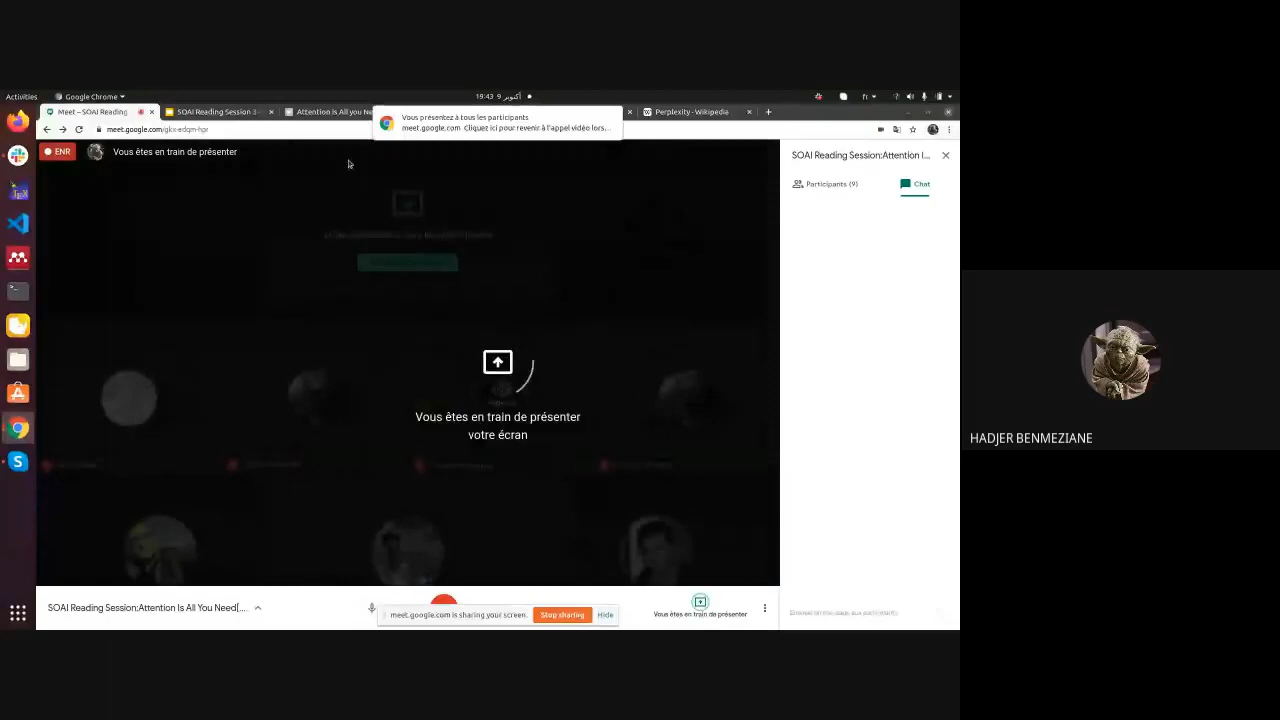 Activities
Google Chrome
19:43 9 أكتوبر
fr
Meet – SOAI Reading
SOAI Reading Session 3
Attention Is All you Ne
Perplexity - Wikipedia
meet.google.com/gkx-edqm-hpr
Vous présentez à tous les participants
meet.google.com Cliquez ici pour revenir à l'appel vidéo lors...
ENR
Vous êtes en train de présenter
SOAI Reading Session:Attention I...
Participants (9)
Chat
Vous êtes en train de présenter
votre écran
HADJER BENMEZIANE
SOAI Reading Session:Attention Is All You Need[....
meet.google.com is sharing your screen.
Stop sharing
Hide
Vous êtes en train de présenter